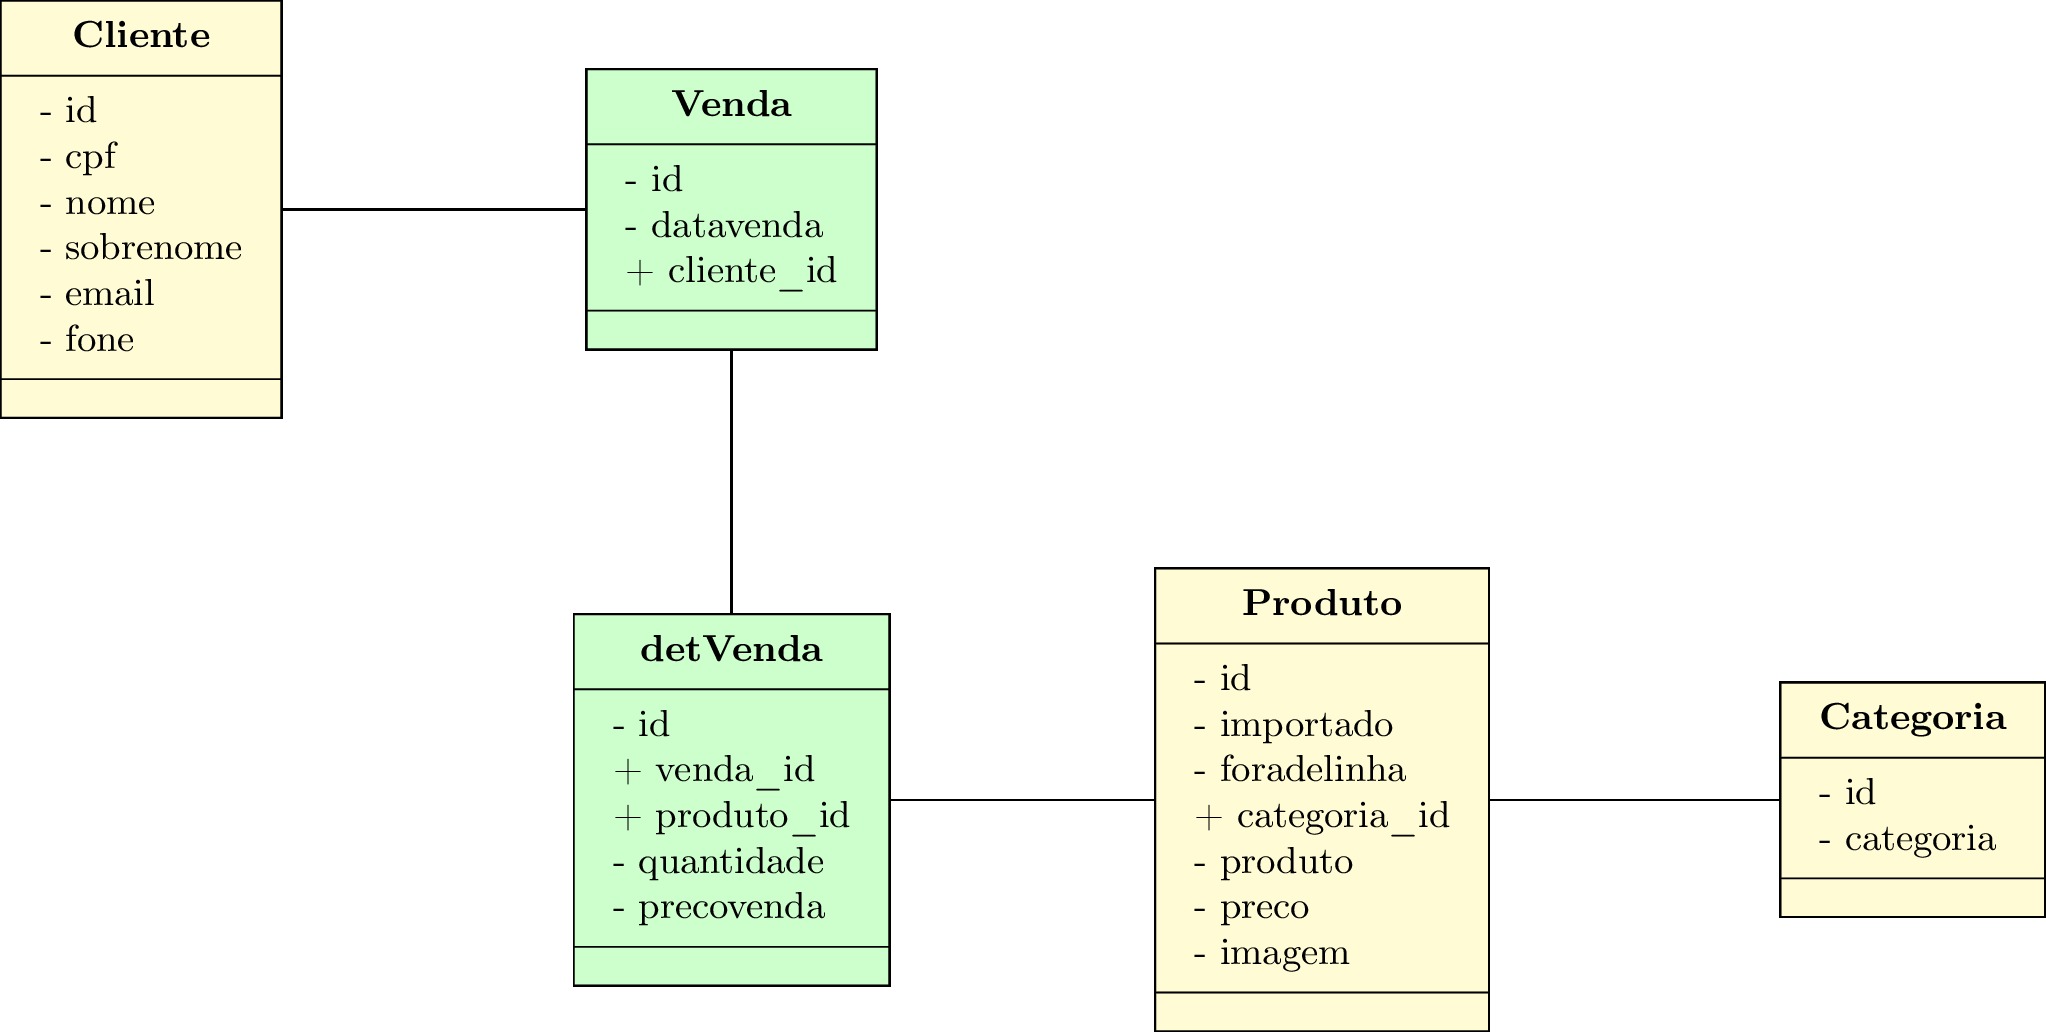 Cliente
- id
- cpf
- nome
- sobrenome
- email
- fone
Venda
- id
- datavenda
+ cliente_id
detVenda
- id
+ venda_id
+ produto_id
- quantidade
- precovenda
Produto
- id
- importado
- foradelinha
+ categoria_id
- produto
- preco
- imagem
Categoria
- id
- categoria